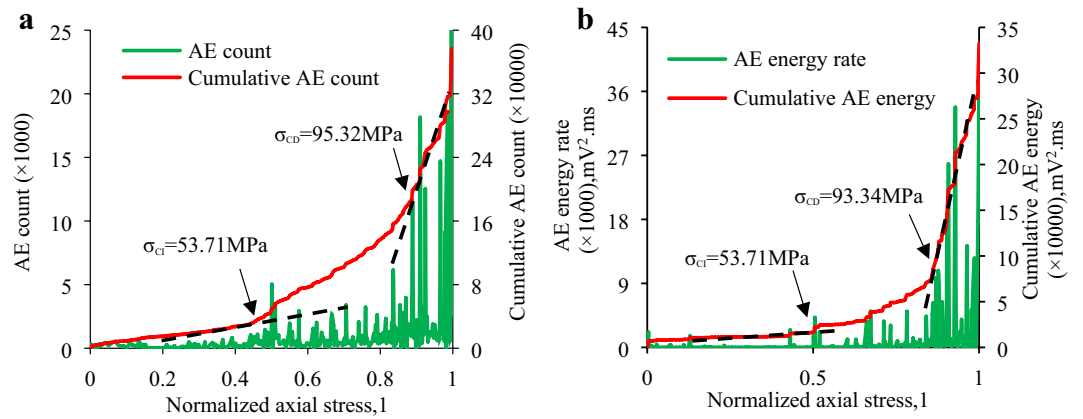 a
25
20
15
10
5
0
AE count (×1000)
AE count
Cumulative AE count
σCD=95.32MPa
σCI=53.71MPa
40
32
24
16
8
0
Cumulative AE count (×10000)
0
0.2
0.4
0.6
0.8
1
Normalized axial stress,1
b
45
36
27
18
9
0
AE energy rate
(×1000),mV².ms
AE energy rate
Cumulative AE energy
σCD=93.34MPa
σCI=53.71MPa
35
30
25
20
15
10
5
0
Cumulative AE energy
(×10000),mV².ms
0
0.5
1
Normalized axial stress,1